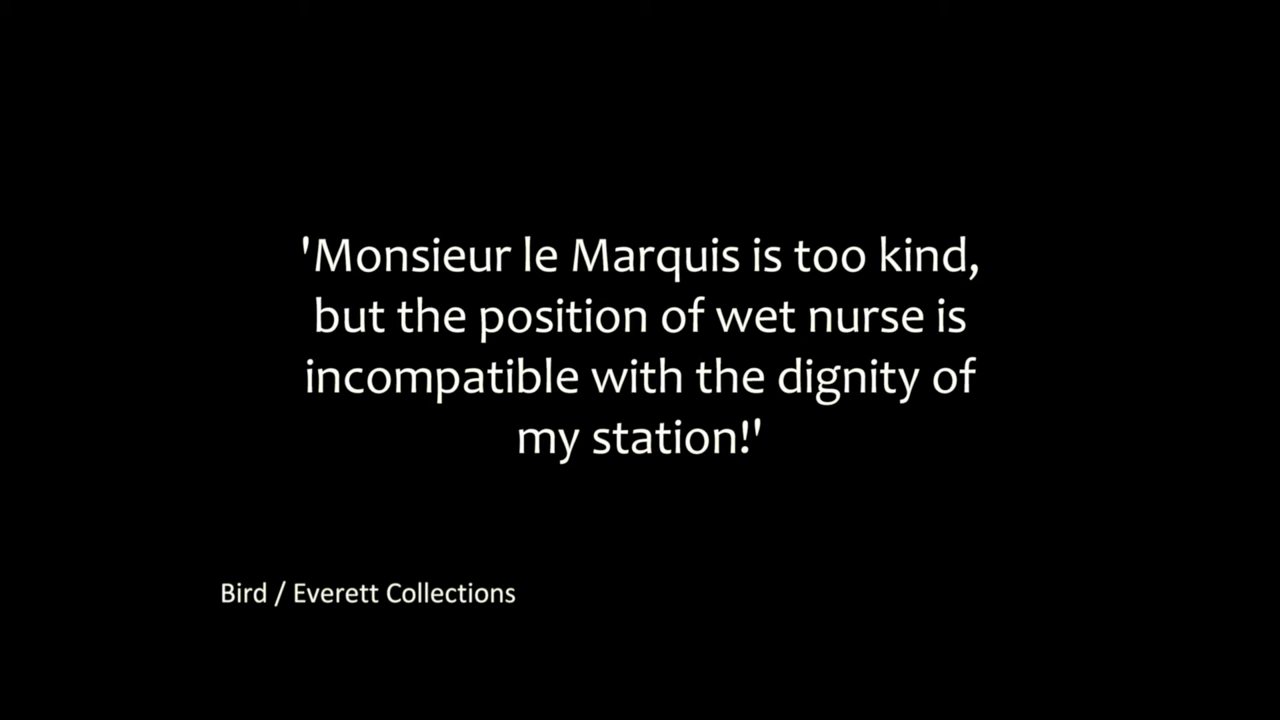 'Monsieur le Marquis is too kind,
but the position of wet nurse is
incompatible with the dignity of
my station!'
Bird / Everett Collections